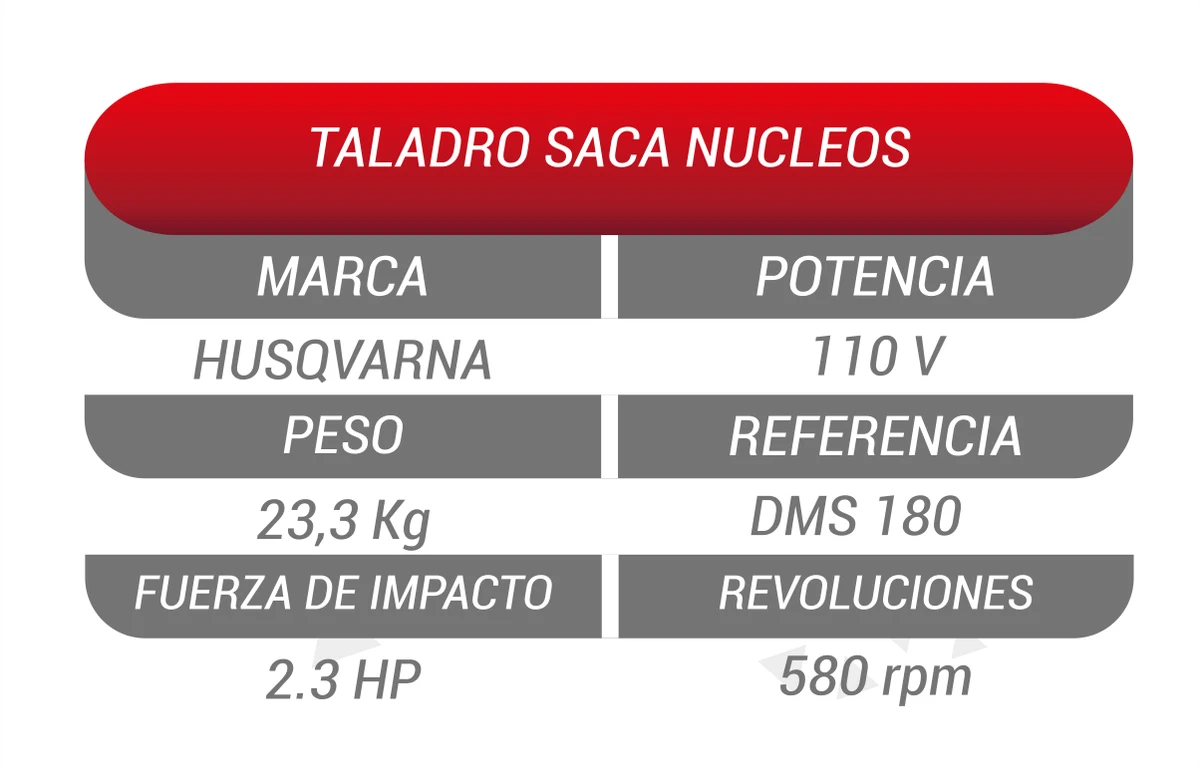 TALADRO SACA NUCLEOS
MARCA
POTENCIA
HUSQVARNA
110 V
PESO
REFERENCIA
23,3 Kg
DMS 180
FUERZA DE IMPACTO
REVOLUCIONES
2.3 HP
580 rpm